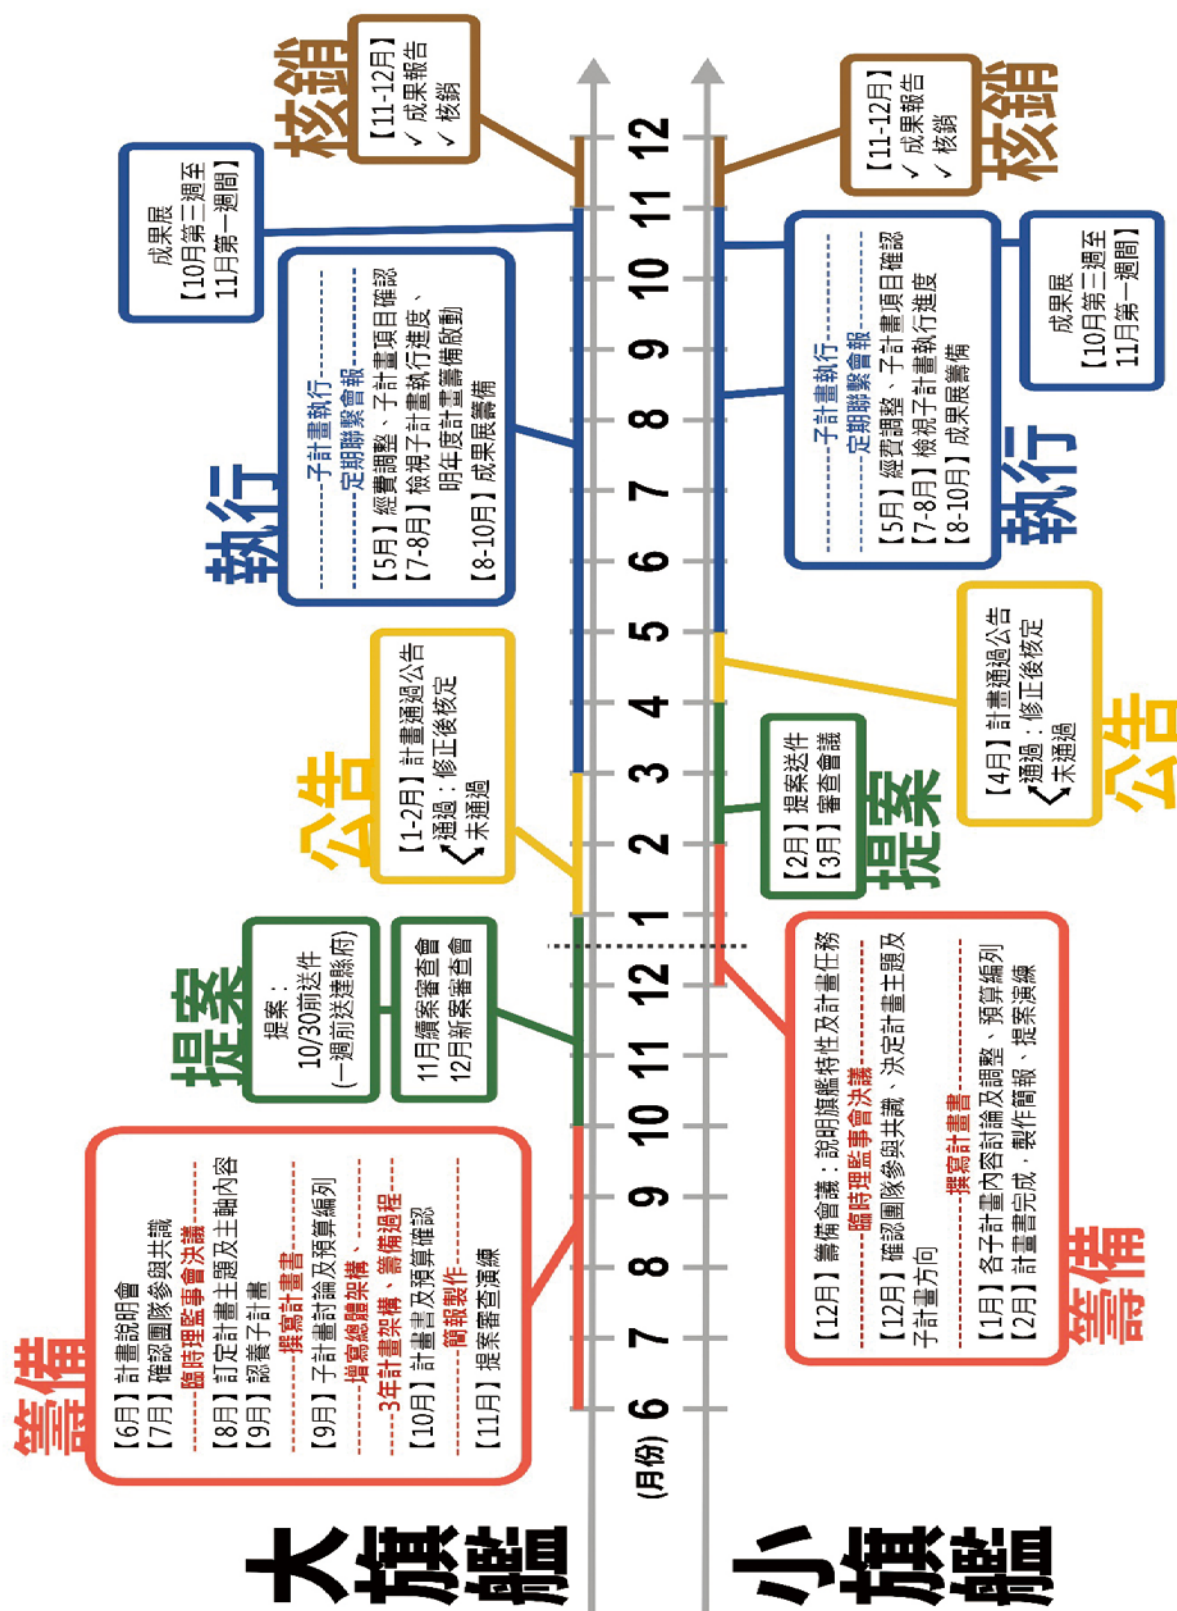 大旗艦
籌備
【6月】計畫說明會
【7月】確認團隊參與共識
臨時理監事會決議
【8月】訂定計畫主題及主軸內容
【9月】認養子計畫
撰寫計畫書
【9月】子計畫討論及預算編列
增寫總體架構、
3年計畫架構、籌備過程
【10月】計畫書及預算確認
簡報製作
【11月】提案審查演練
提案
提案：
10/30前送件
(一週前送達縣府)
11月續案審查會
12月新案審查會
公告
【1-2月】計畫通過公告
通過：修正後核定
未通過
執行
子計畫執行
定期聯繫會報
【5月】經費調整、子計畫項目確認
【7-8月】檢視子計畫執行進度、
明年度計畫籌備啟動
【8-10月】成果展籌備
成果展
【10月第三週至
11月第一週間】
核銷
【11-12月】
✓ 成果報告
✓ 核銷
(月份) 6 7 8 9 10 11 12 1 2 3 4 5 6 7 8 9 10 11 12
小旗艦
【12月】籌備會議：說明旗艦特性及計畫任務
臨時理監事會決議
【12月】確認團隊參與共識、決定計畫主題及
子計畫方向
撰寫計畫書
【1月】各子計畫內容討論及調整、預算編列
【2月】計畫書完成，製作簡報、提案演練
籌備
【2月】提案送件
【3月】審查會議
提案
【4月】計畫通過公告
通過：修正後核定
未通過
公告
子計畫執行
定期聯繫會報
【5月】經費調整、子計畫項目確認
【7-8月】檢視子計畫執行進度
【8-10月】成果展籌備
執行
成果展
【10月第三週至
11月第一週間】
【11-12月】
✓ 成果報告
✓ 核銷
核銷